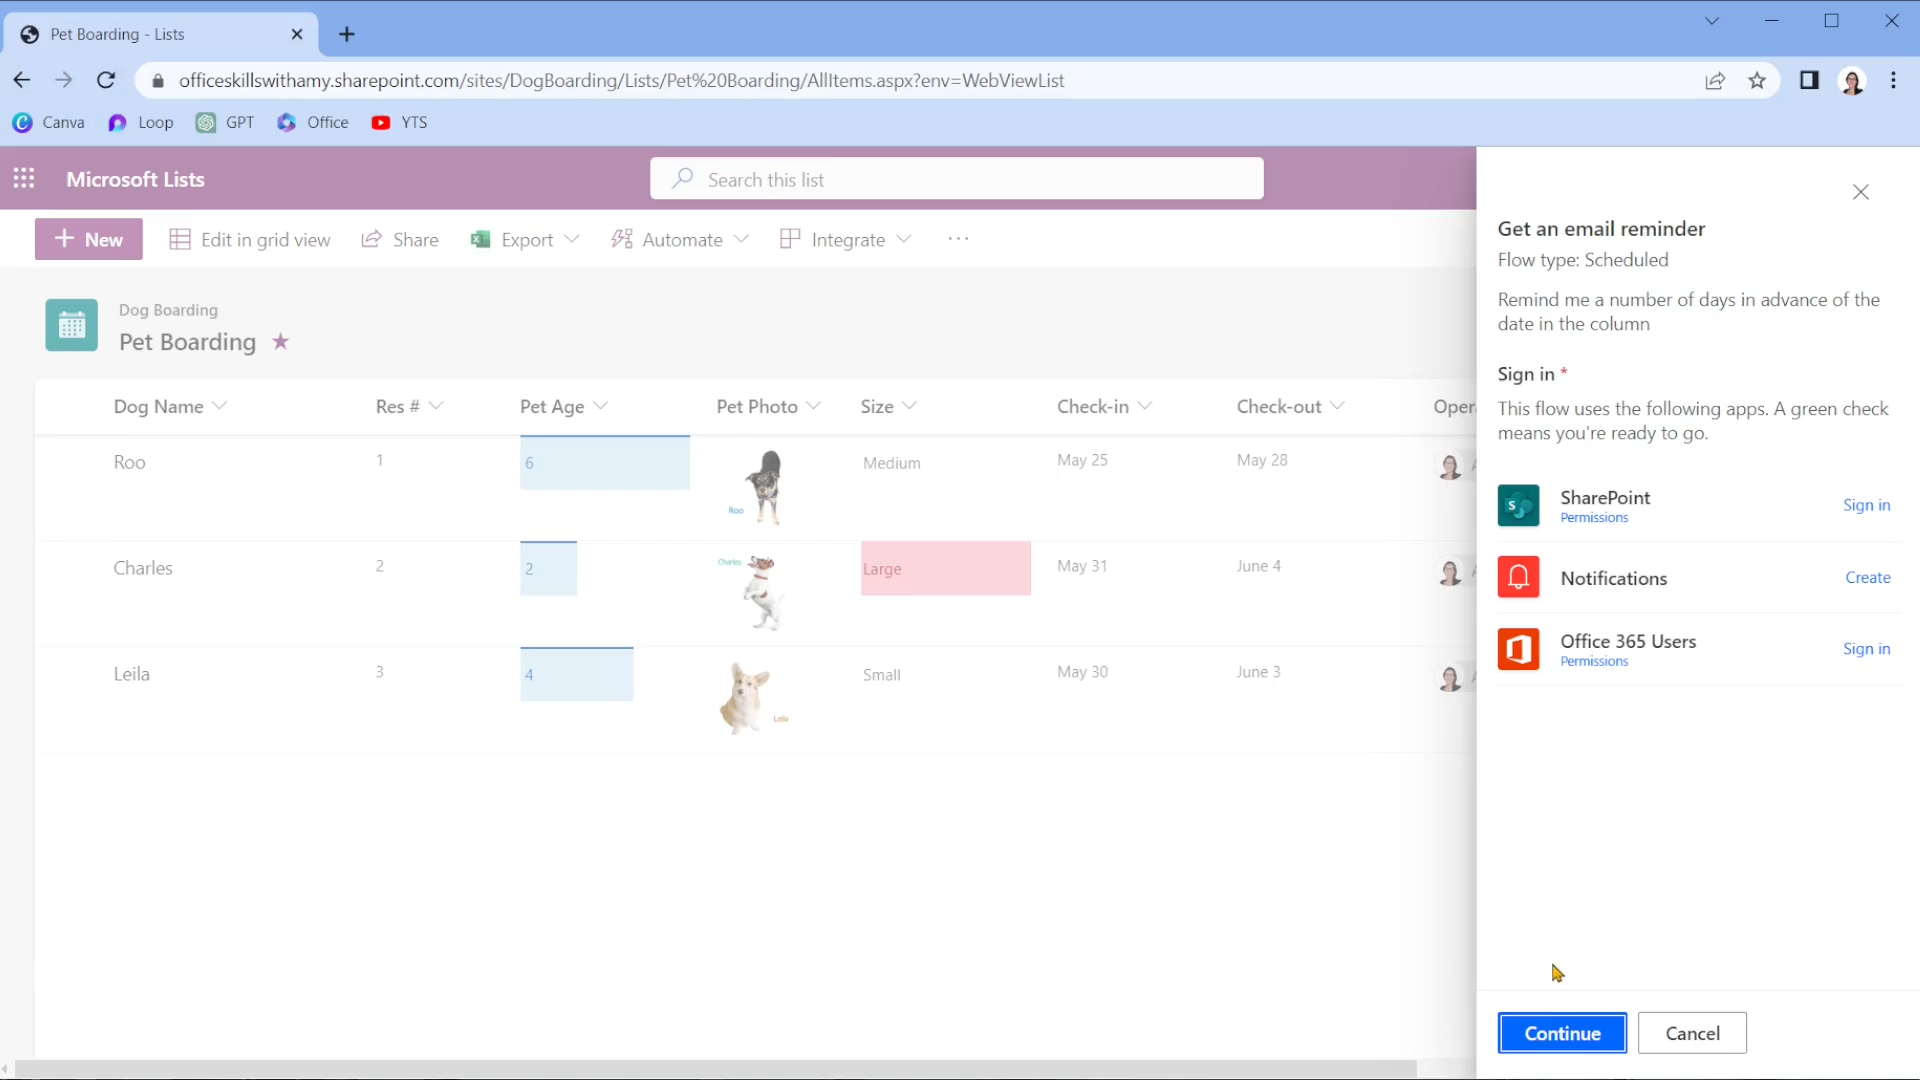 Pet Boarding - Lists
officeskillswithamy.sharepoint.com/sites/DogBoarding/Lists/Pet%20Boarding/AllItems.aspx?env=WebViewList
Canva Loop GPT Office YTS
Microsoft Lists
Search this list
New Edit in grid view Share Export Automate Integrate ...
Dog Boarding
Pet Boarding
Dog Name Res # Pet Age Pet Photo Size Check-in Check-out Oper
Roo 1 6 Roo Medium May 25 May 28
Charles 2 2 Charles Large May 31 June 4
Leila 3 4 Leila Small May 30 June 3
Get an email reminder
Flow type: Scheduled
Remind me a number of days in advance of the
date in the column
Sign in *
This flow uses the following apps. A green check
means you're ready to go.
SharePoint
Permissions
Sign in
Notifications
Create
Office 365 Users
Permissions
Sign in
Continue
Cancel